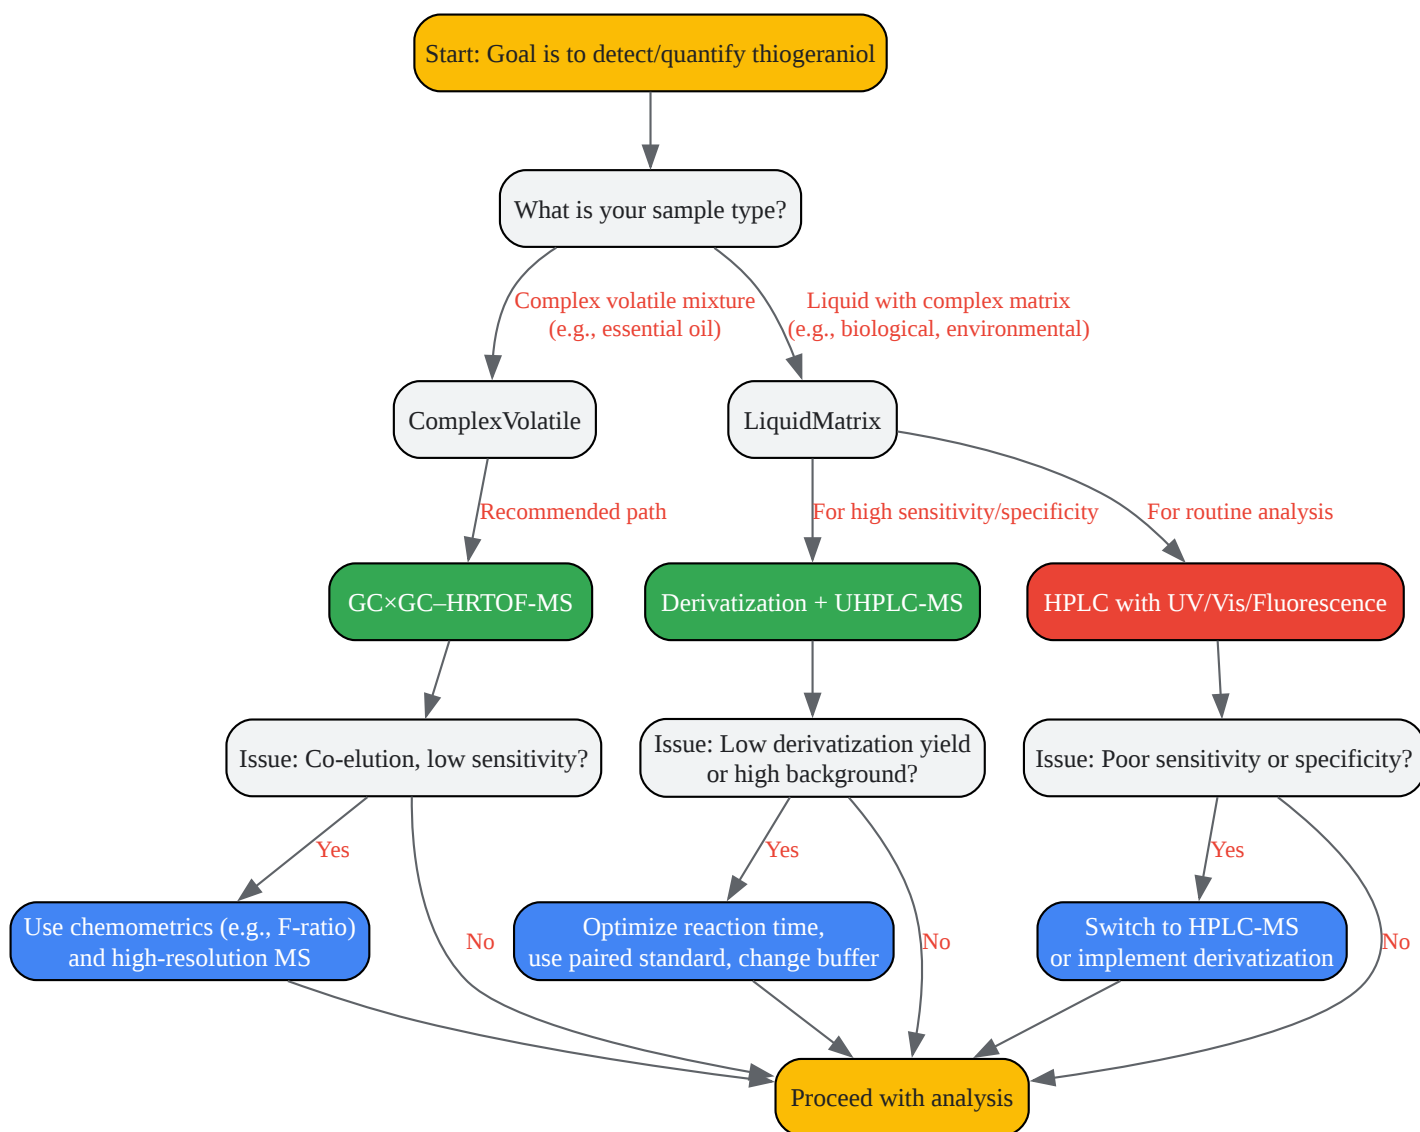 Start: Goal is to detect/quantify thiogeraniol
What is your sample type?
Complex volatile mixture
(e.g., essential oil)
Liquid with complex matrix
(e.g., biological, environmental)
ComplexVolatile
LiquidMatrix
Recommended path
For high sensitivity/specificity
For routine analysis
GC×GC–HRTOF-MS
Derivatization + UHPLC-MS
HPLC with UV/Vis/Fluorescence
Issue: Co-elution, low sensitivity?
Issue: Low derivatization yield
or high background?
Issue: Poor sensitivity or specificity?
Yes
Yes
Yes
Use chemometrics (e.g., F-ratio)
and high-resolution MS
No
Optimize reaction time,
use paired standard, change buffer
No
Switch to HPLC-MS
or implement derivatization
No
Proceed with analysis